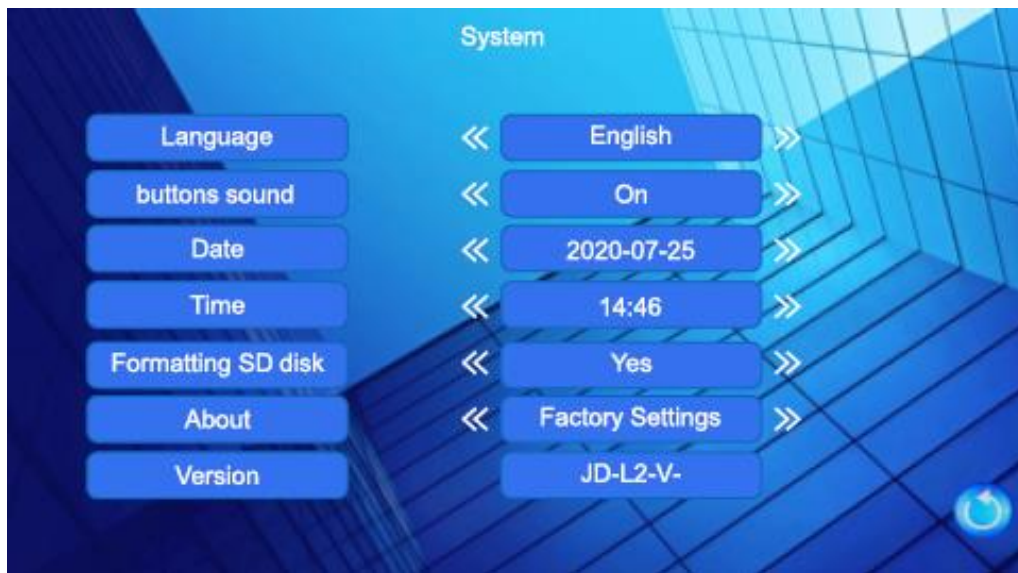 System
Language
English
buttons sound
On
Date
2020-07-25
Time
14:46
Formatting SD disk
Yes
About
Factory Settings
Version
JD-L2-V-